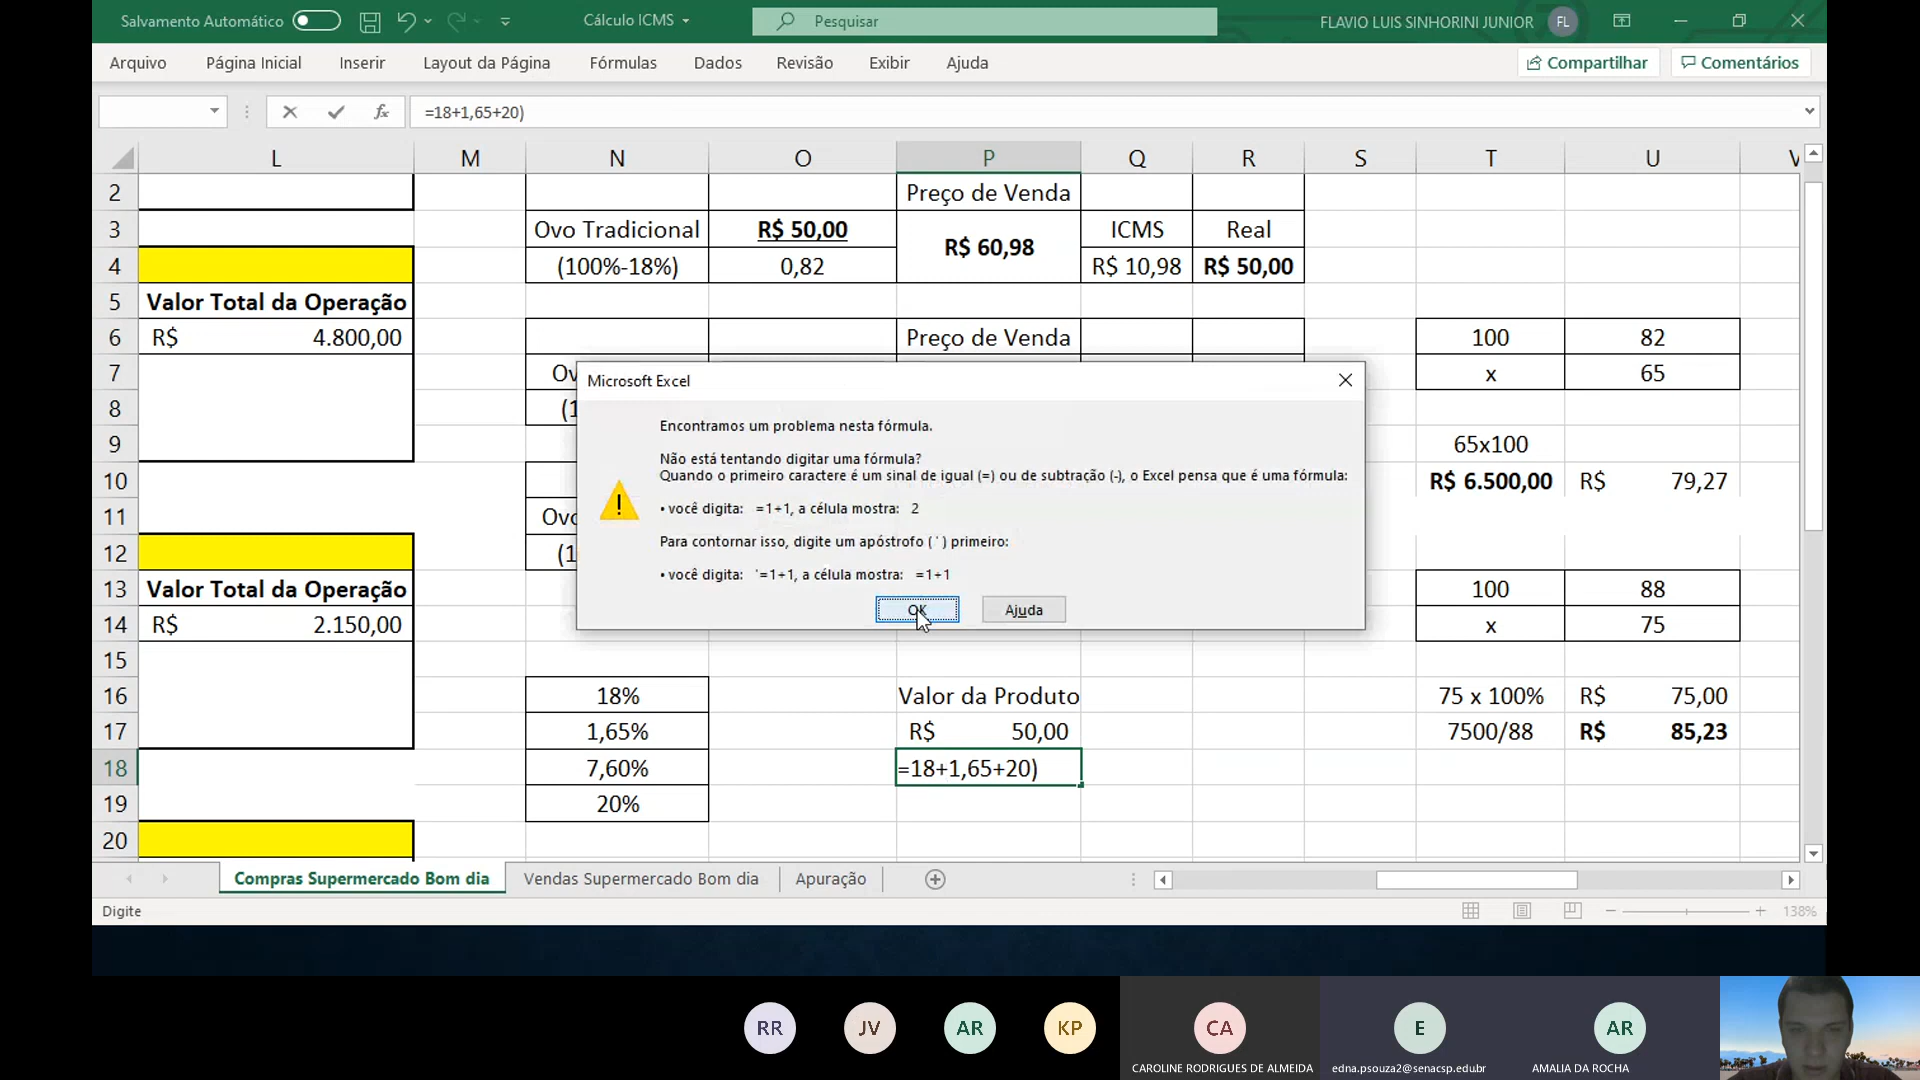 Salvamento Automático
Cálculo ICMS
Pesquisar
FLAVIO LUIS SINHORINI JUNIOR
FL
Arquivo Página Inicial Inserir Layout da Página Fórmulas Dados Revisão Exibir Ajuda
Compartilhar
Comentários
fx
=18+1,65+20)
L M N O P Q R S T U V
2 Preço de Venda
3 Ovo Tradicional R$ 50,00 R$ 60,98 ICMS Real
4 (100%-18%) 0,82 R$ 10,98 R$ 50,00
5 Valor Total da Operação
6 R$ 4.800,00 Preço de Venda 100 82
7 x 65
8
9 65x100
10 R$ 6.500,00 R$ 79,27
11
12
13 Valor Total da Operação 100 88
14 R$ 2.150,00 x 75
15
16 18% Valor da Produto 75 x 100% R$ 75,00
17 1,65% R$ 50,00 7500/88 R$ 85,23
18 7,60% =18+1,65+20)
19 20%
20
Microsoft Excel
Encontramos um problema nesta fórmula.
Não está tentando digitar uma fórmula?
Quando o primeiro caractere é um sinal de igual (=) ou de subtração (-), o Excel pensa que é uma fórmula:
• você digita: =1+1, a célula mostra: 2
Para contornar isso, digite um apóstrofo ( ' ) primeiro:
• você digita: '=1+1, a célula mostra: =1+1
OK
Ajuda
Compras Supermercado Bom dia
Vendas Supermercado Bom dia
Apuração
Digite
138%
RR
JV
AR
KP
CA
CAROLINE RODRIGUES DE ALMEIDA
E
edna.psouza2@senacsp.edu.br
AR
AMALIA DA ROCHA